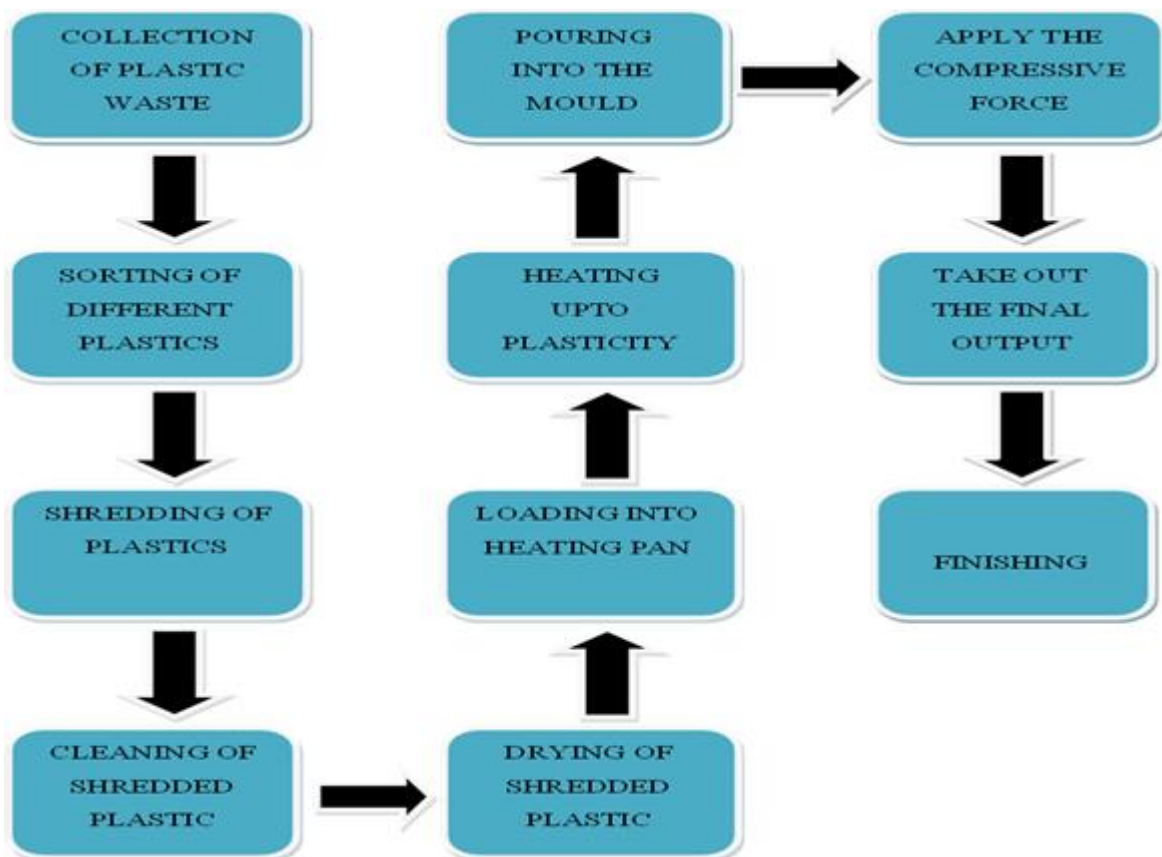 COLLECTION
OF PLASTIC
WASTE
SORTING OF
DIFFERENT
PLASTICS
SHREDDING OF
PLASTICS
CLEANING OF
SHREDDED
PLASTIC
DRYING OF
SHREDDED
PLASTIC
LOADING INTO
HEATING PAN
HEATING
UPTO
PLASTICITY
POURING
INTO THE
MOULD
APPLY THE
COMPRESSIVE
FORCE
TAKE OUT
THE FINAL
OUTPUT
FINISHING